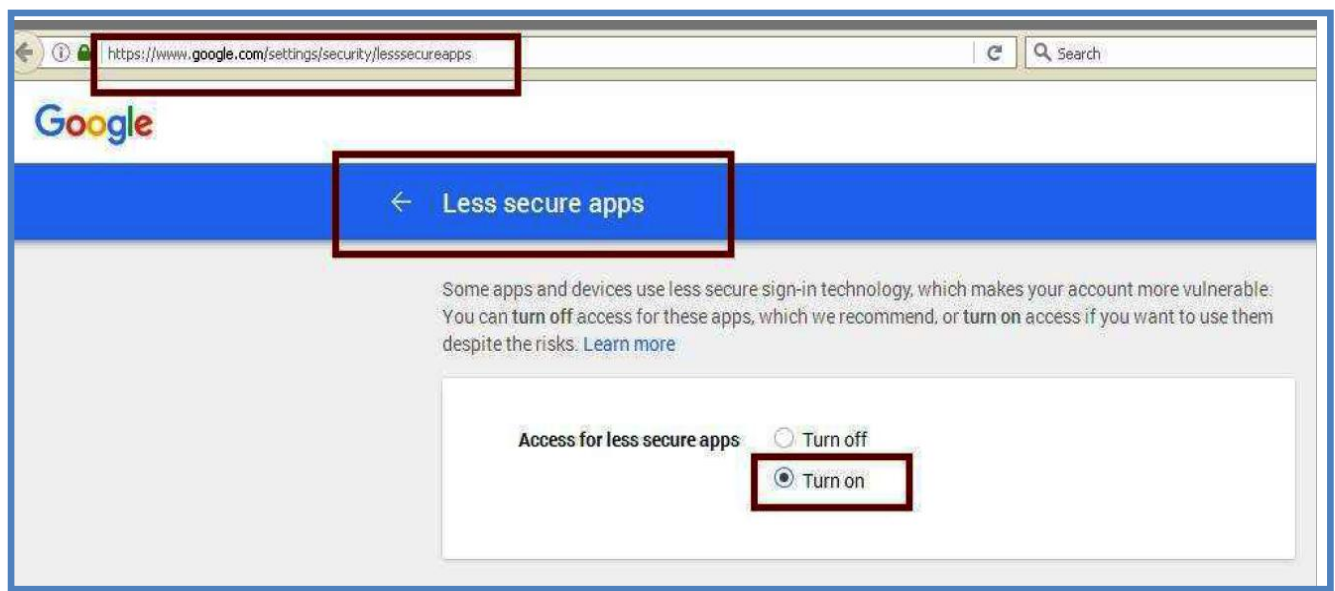 https://www.google.com/settings/security/lesssecureapps
Search
Google
Less secure apps
Some apps and devices use less secure sign-in technology, which makes your account more vulnerable.
You can turn off access for these apps, which we recommend, or turn on access if you want to use them
despite the risks. Learn more
Access for less secure apps
Turn off
Turn on